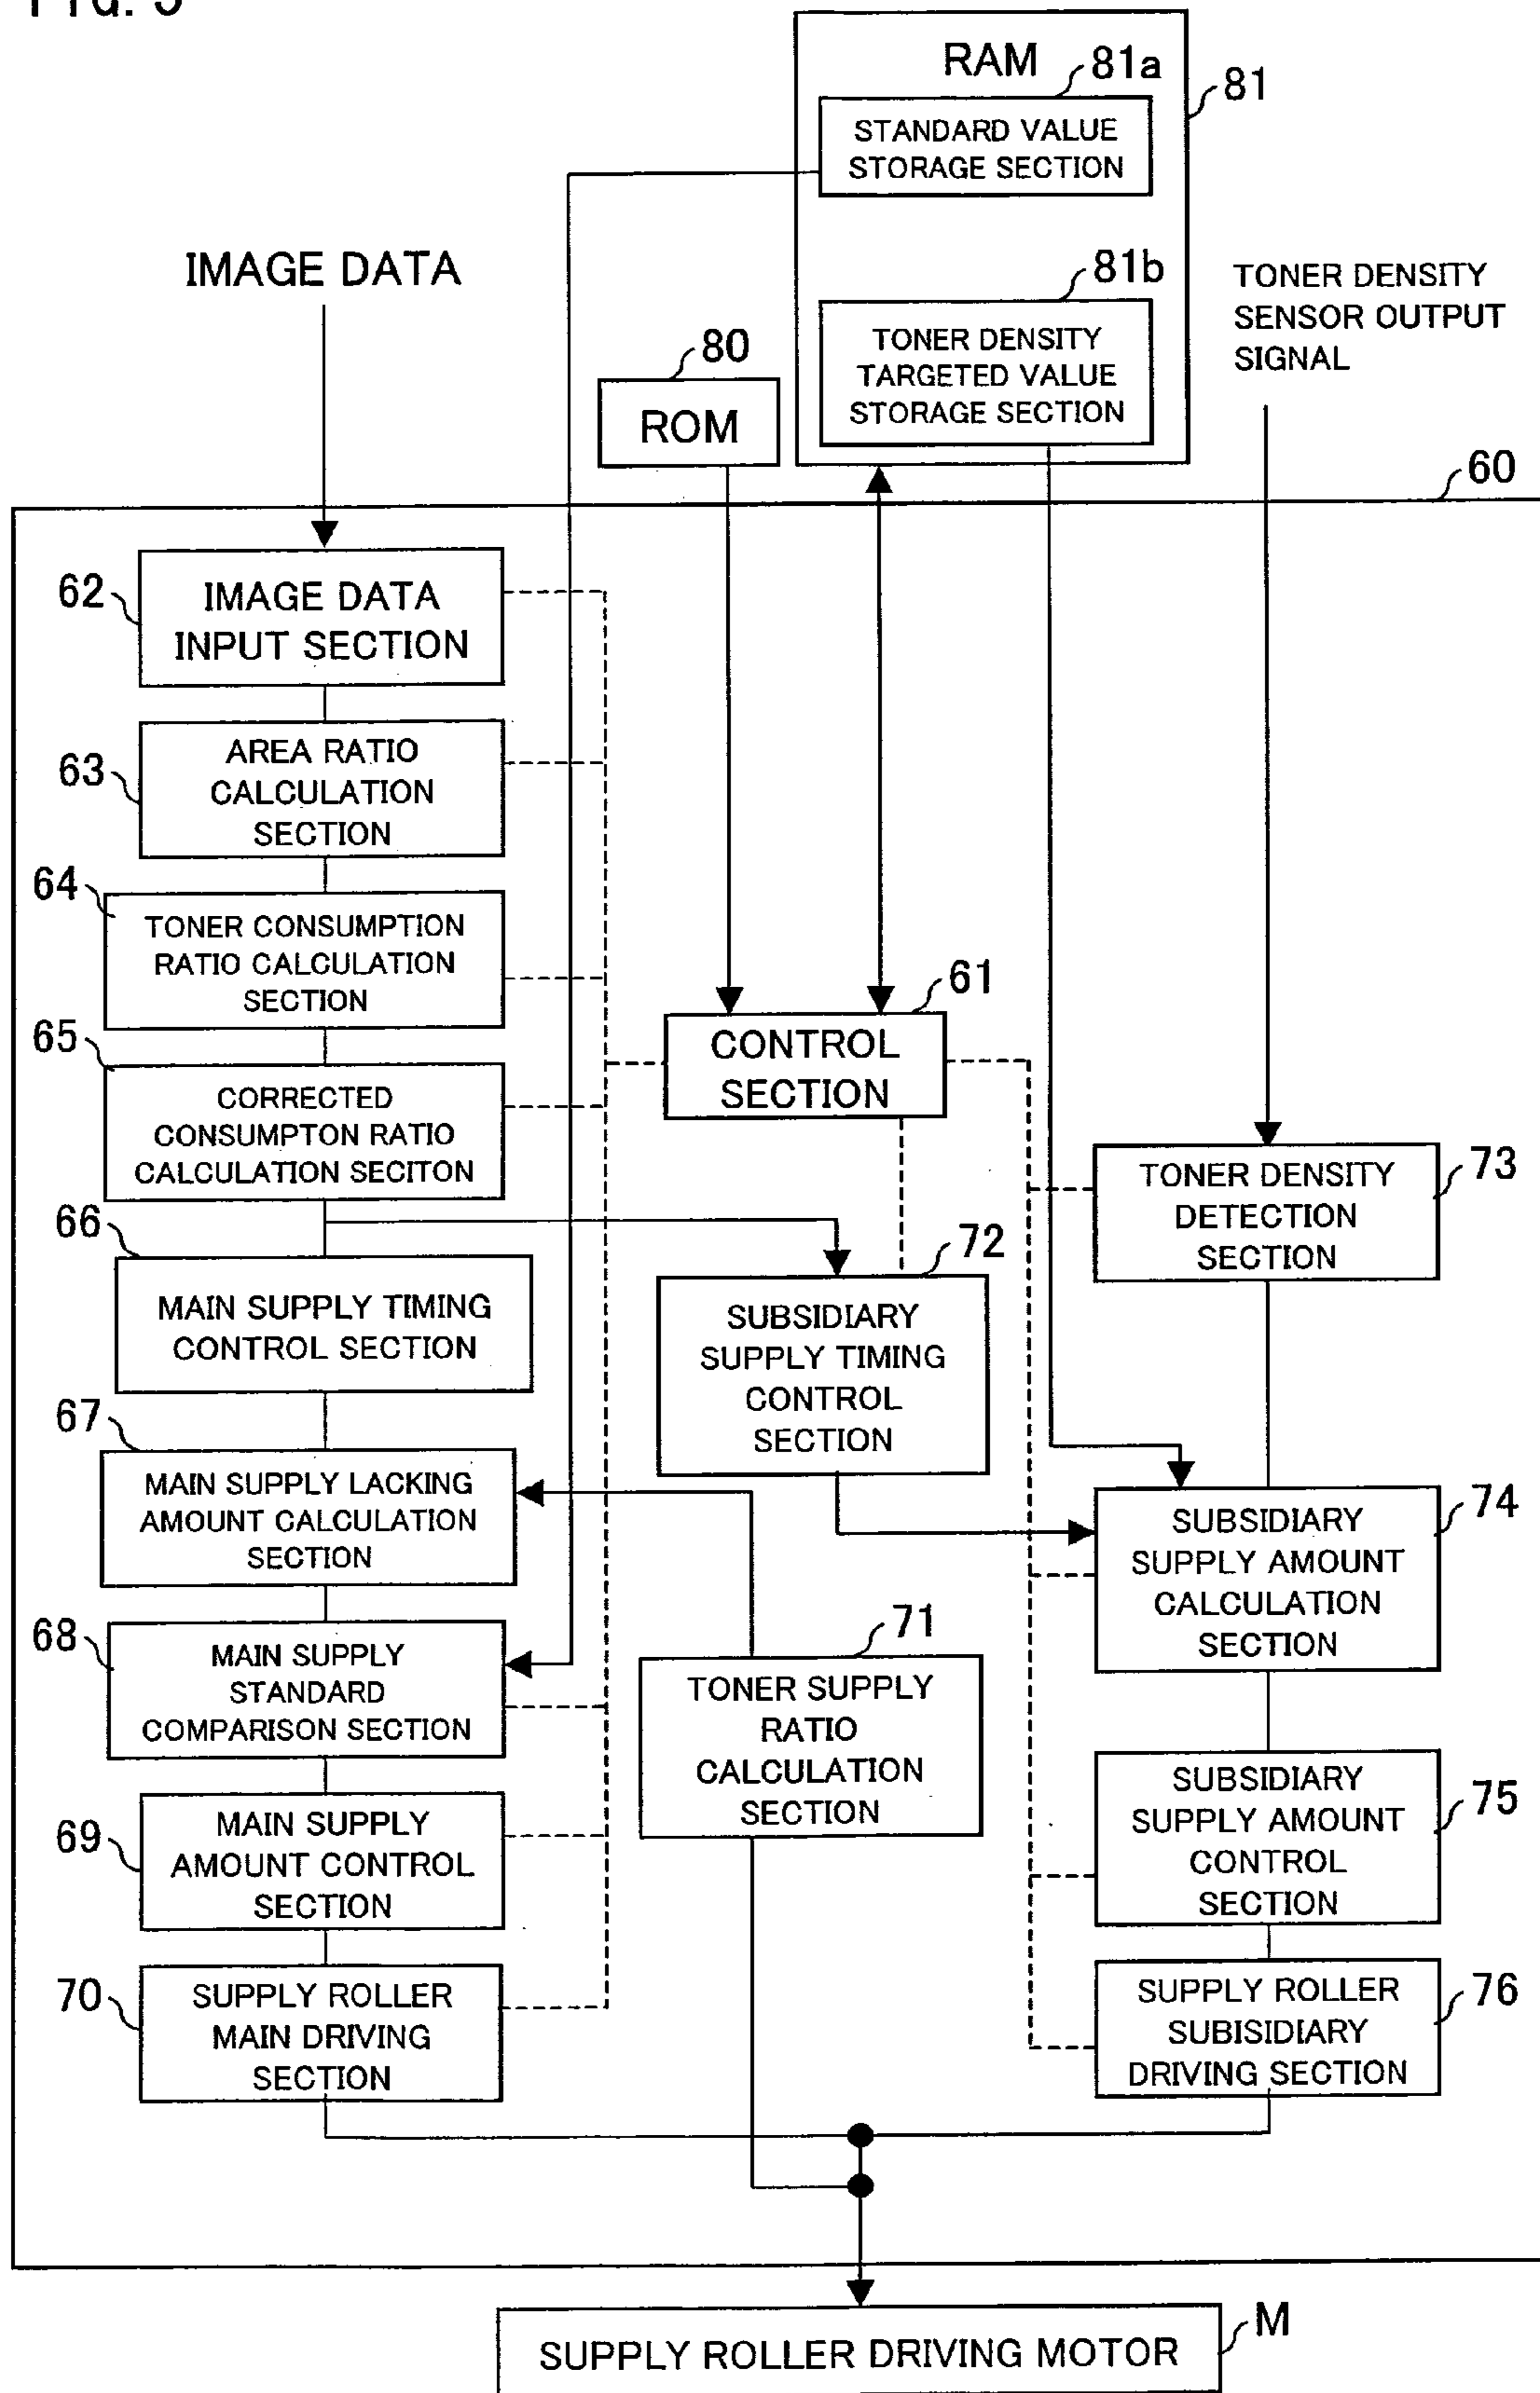 RAM
81a
81
STANDARD VALUE
STORAGE SECTION
IMAGE DATA
81b
TONER DENSITY
TARGETED VALUE
STORAGE SECTION
TONER DENSITY
SENSOR OUTPUT
SIGNAL
80
ROM
60
62
IMAGE DATA
INPUT SECTION
63
AREA RATIO
CALCULATION
SECTION
64
TONER CONSUMPTION
RATIO CALCULATION
SECTION
61
CONTROL
SECTION
65
CORRECTED
CONSUMPTON RATIO
CALCULATION SECITON
73
TONER DENSITY
DETECTION
SECTION
66
MAIN SUPPLY TIMING
CONTROL SECTION
72
SUBSIDIARY
SUPPLY TIMING
CONTROL
SECTION
67
MAIN SUPPLY LACKING
AMOUNT CALCULATION
SECTION
74
SUBSIDIARY
SUPPLY AMOUNT
CALCULATION
SECTION
68
MAIN SUPPLY
STANDARD
COMPARISON SECTION
71
TONER SUPPLY
RATIO
CALCULATION
SECTION
69
MAIN SUPPLY
AMOUNT CONTROL
SECTION
75
SUBSIDIARY
SUPPLY AMOUNT
CONTROL
SECTION
70
SUPPLY ROLLER
MAIN DRIVING
SECTION
76
SUPPLY ROLLER
SUBISIDIARY
DRIVING SECTION
SUPPLY ROLLER DRIVING MOTOR
M